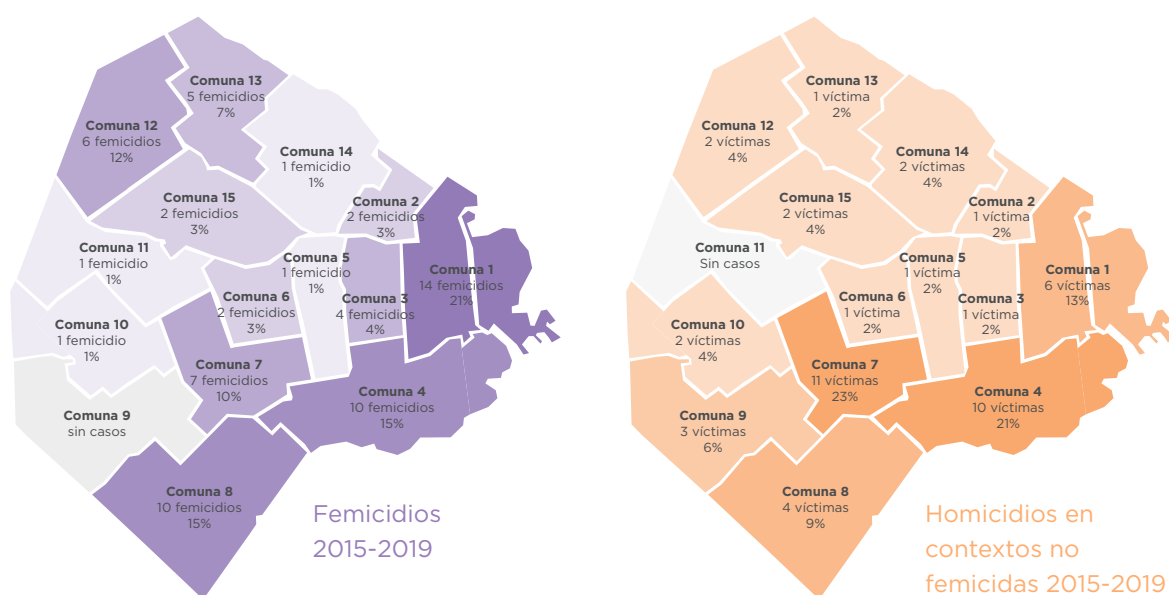 Comuna 13
5 femicidios
7%
Comuna 12
6 femicidios
12%
Comuna 14
1 femicidio
1%
Comuna 15
2 femicidios
3%
Comuna 2
2 femicidios
3%
Comuna 11
1 femicidio
1%
Comuna 5
1 femicidio
1%
Comuna 1
14 femicidios
21%
Comuna 6
2 femicidios
3%
Comuna 3
4 femicidios
4%
Comuna 10
1 femicidio
1%
Comuna 7
7 femicidios
10%
Comuna 4
10 femicidios
15%
Comuna 9
sin casos
Comuna 8
10 femicidios
15%
Femicidios
2015-2019
Comuna 13
1 víctima
2%
Comuna 12
2 víctimas
4%
Comuna 14
2 víctimas
4%
Comuna 15
2 víctimas
4%
Comuna 2
1 víctima
2%
Comuna 11
Sin casos
Comuna 5
1 víctima
2%
Comuna 1
6 víctimas
13%
Comuna 6
1 víctima
2%
Comuna 3
1 víctima
2%
Comuna 10
2 víctimas
4%
Comuna 7
11 víctimas
23%
Comuna 4
10 víctimas
21%
Comuna 9
3 víctimas
6%
Comuna 8
4 víctimas
9%
Homicidios en
contextos no
femicidas 2015-2019